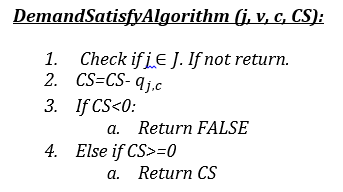 DemandSatisfyAlgorithm (j, v, c, CS):
1. Check if j ∈ J. If not return.
2. CS=CS- qj,c
3. If CS<0:
a. Return FALSE
4. Else if CS>=0
a. Return CS